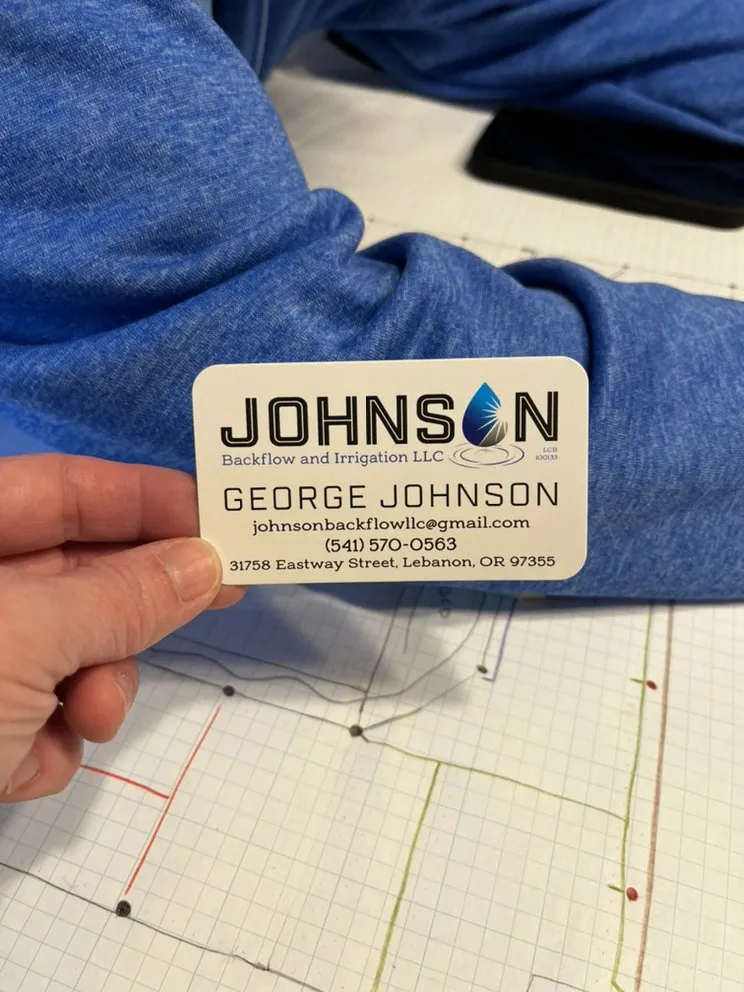 JOHNSON
Backflow and Irrigation LLC
LCB
100133
GEORGE JOHNSON
johnsonbackflowllc@gmail.com
(541) 570-0563
31758 Eastway Street, Lebanon, OR 97355